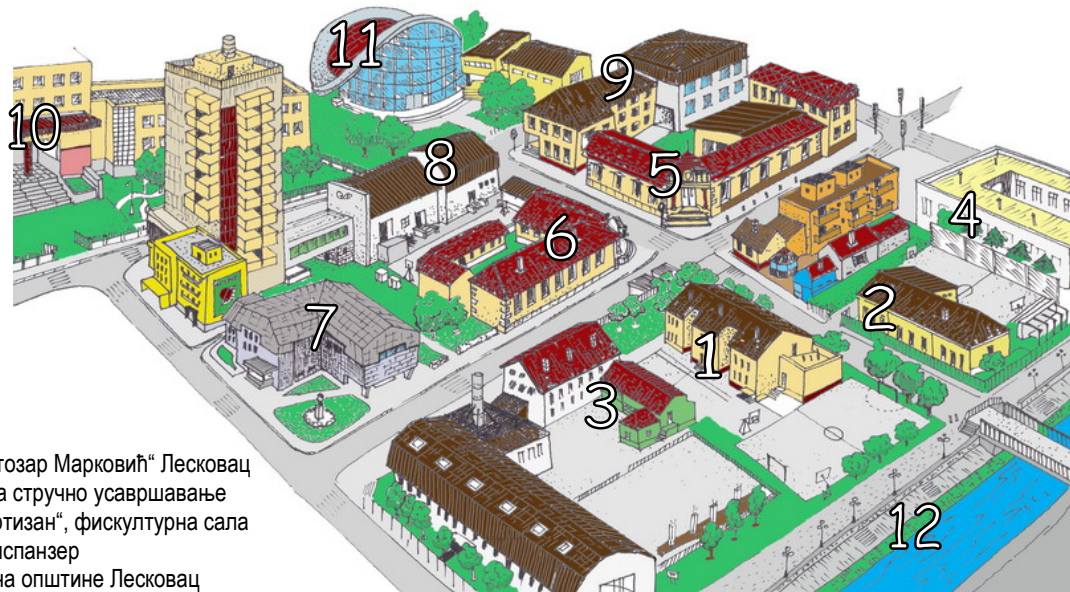 11
9
10
8
5
4
6
2
7
1
3
12
тозар Марковић“ Лесковац
а стручно усавршавање
ртизан“, фискултурна сала
испанзер
на општине Лесковац